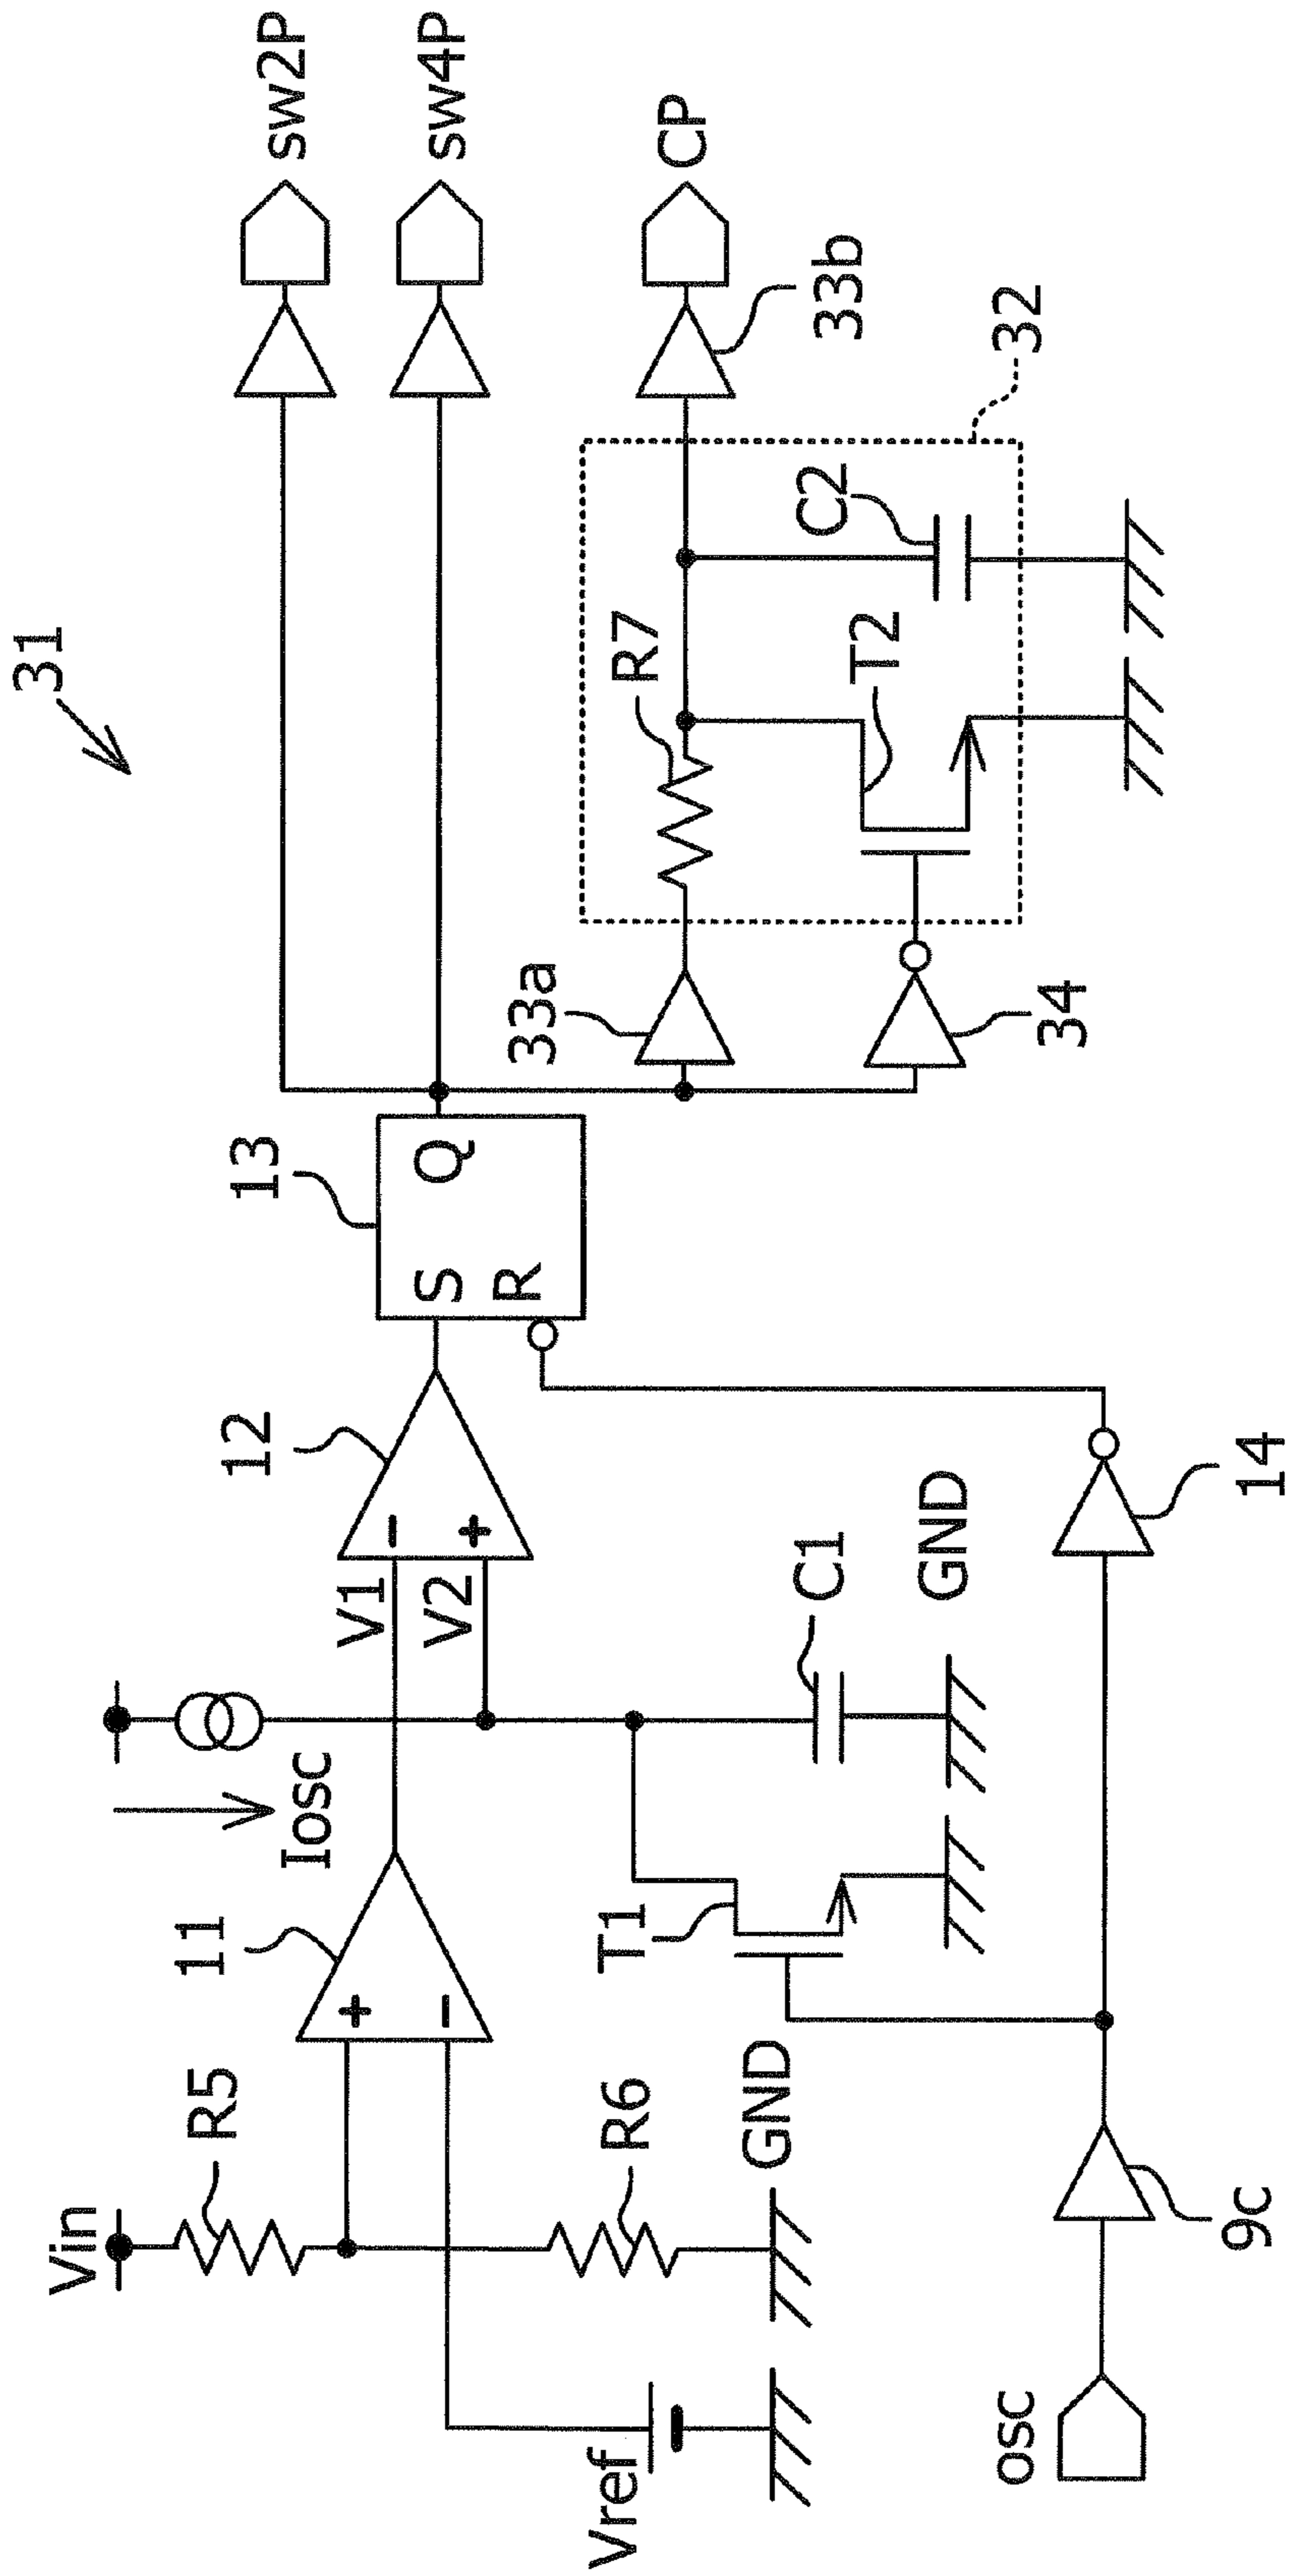 31
Vin
R5
Vref
R6
GND
11
+
−
Iosc
V1
V2
12
−
+
T1
C1
GND
osc
9c
14
13
S
R
Q
33a
34
R7
T2
C2
32
33b
sw2P
sw4P
CP